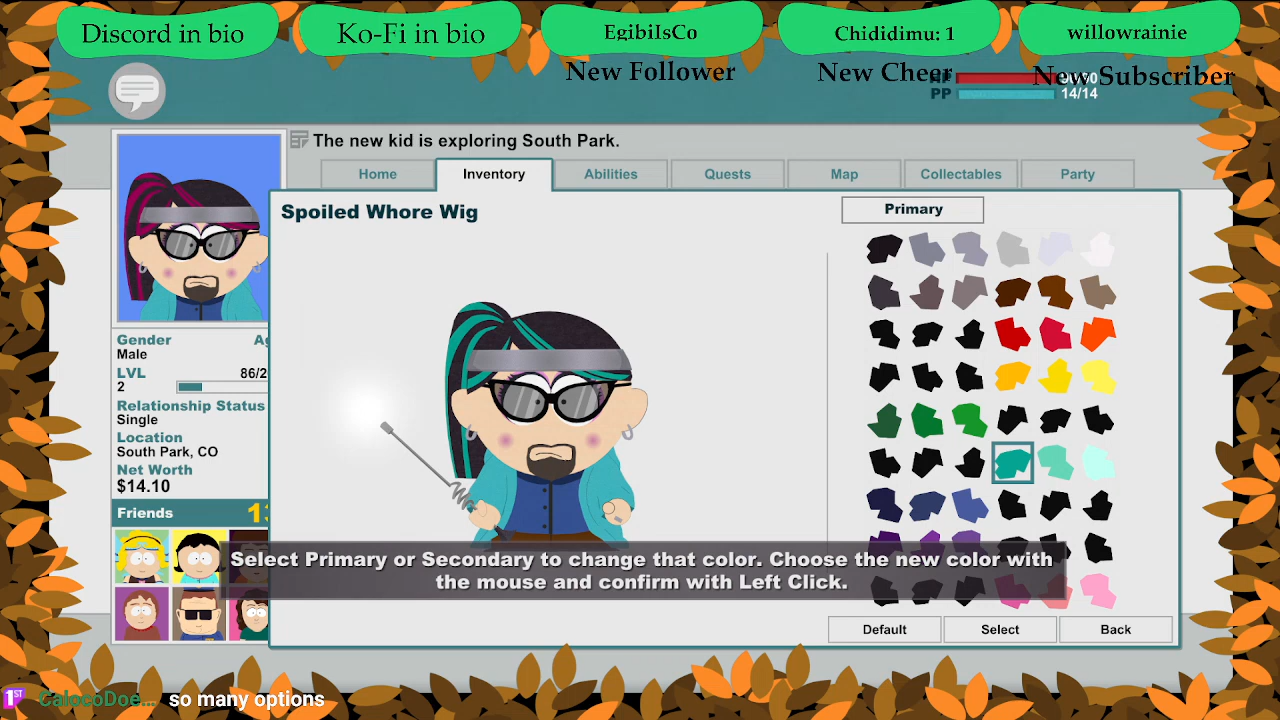 Discord in bio
Ko-Fi in bio
EgibiIsCo
Chididimu: 1
willowrainie
New Follower
New Cheer
New Subscriber
PP
14/14
The new kid is exploring South Park.
Home
Inventory
Abilities
Quests
Map
Collectables
Party
Spoiled Whore Wig
Primary
Gender
Male
LVL
86/2
2
Relationship Status
Single
Location
South Park, CO
Net Worth
$14.10
Friends
Select Primary or Secondary to change that color. Choose the new color with
the mouse and confirm with Left Click.
Default
Select
Back
1ST
CalocoDoe... so many options